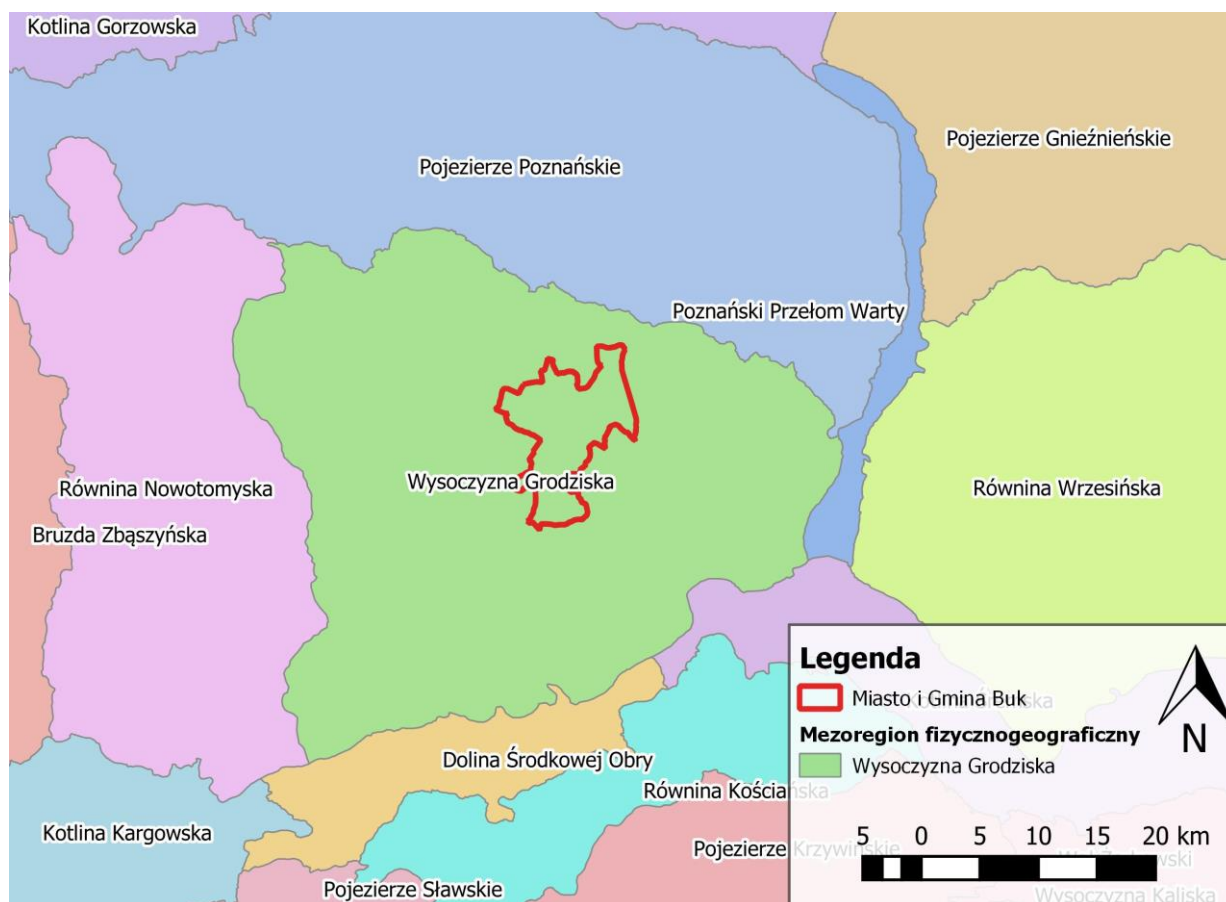 Kotlina Gorzowska
Pojezierze Gnieźnieńskie
Pojezierze Poznańskie
Poznański Przełom Warty
Wysoczyzna Grodziska
Równina Nowotomyska
Równina Wrzesińska
Bruzda Zbąszyńska
Legenda
Miasto i Gmina Buk
Mezoregion fizycznogeograficzny
Wysoczyzna Grodziska
N
Dolina Środkowej Obry
Równina Kościańska
Kotlina Kargowska
Pojezierze Krzywińskie
Pojezierze Sławskie
5 0 5 10 15 20 km
Wysoczyzna Kaliska